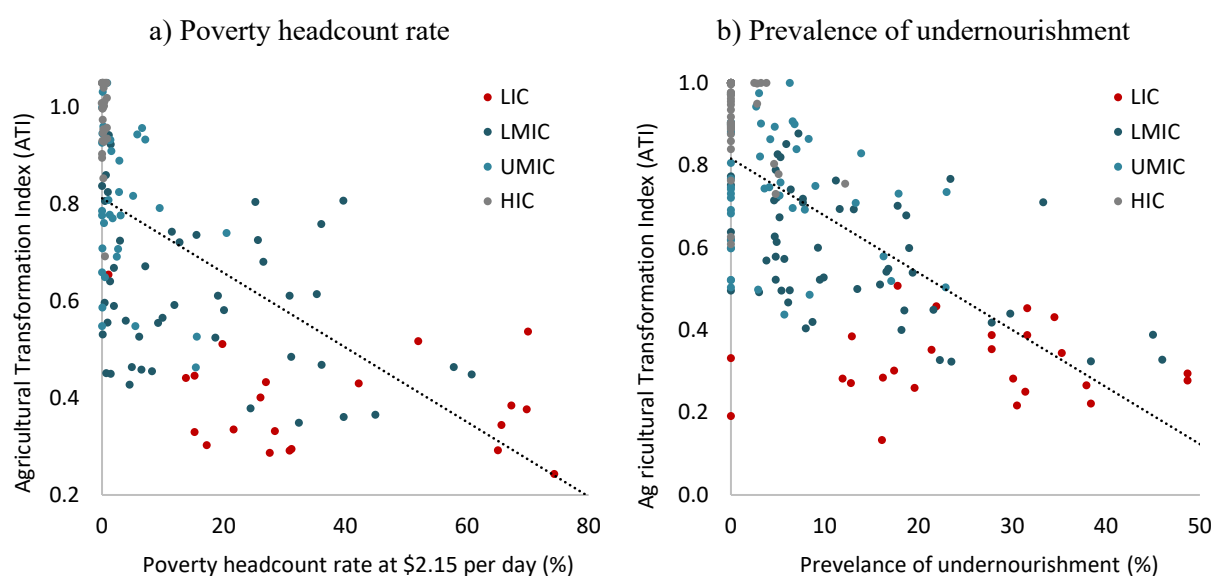 a) Poverty headcount rate
Agricultural Transformation Index (ATI)
1.0
0.8
0.6
0.4
0.2
0
20
40
60
80
LIC
LMIC
UMIC
HIC
Poverty headcount rate at $2.15 per day (%)
b) Prevalence of undernourishment
Ag ricultural Transformation Index (ATI)
1.0
0.8
0.6
0.4
0.2
0.0
0
10
20
30
40
50
LIC
LMIC
UMIC
HIC
Prevelance of undernourishment (%)